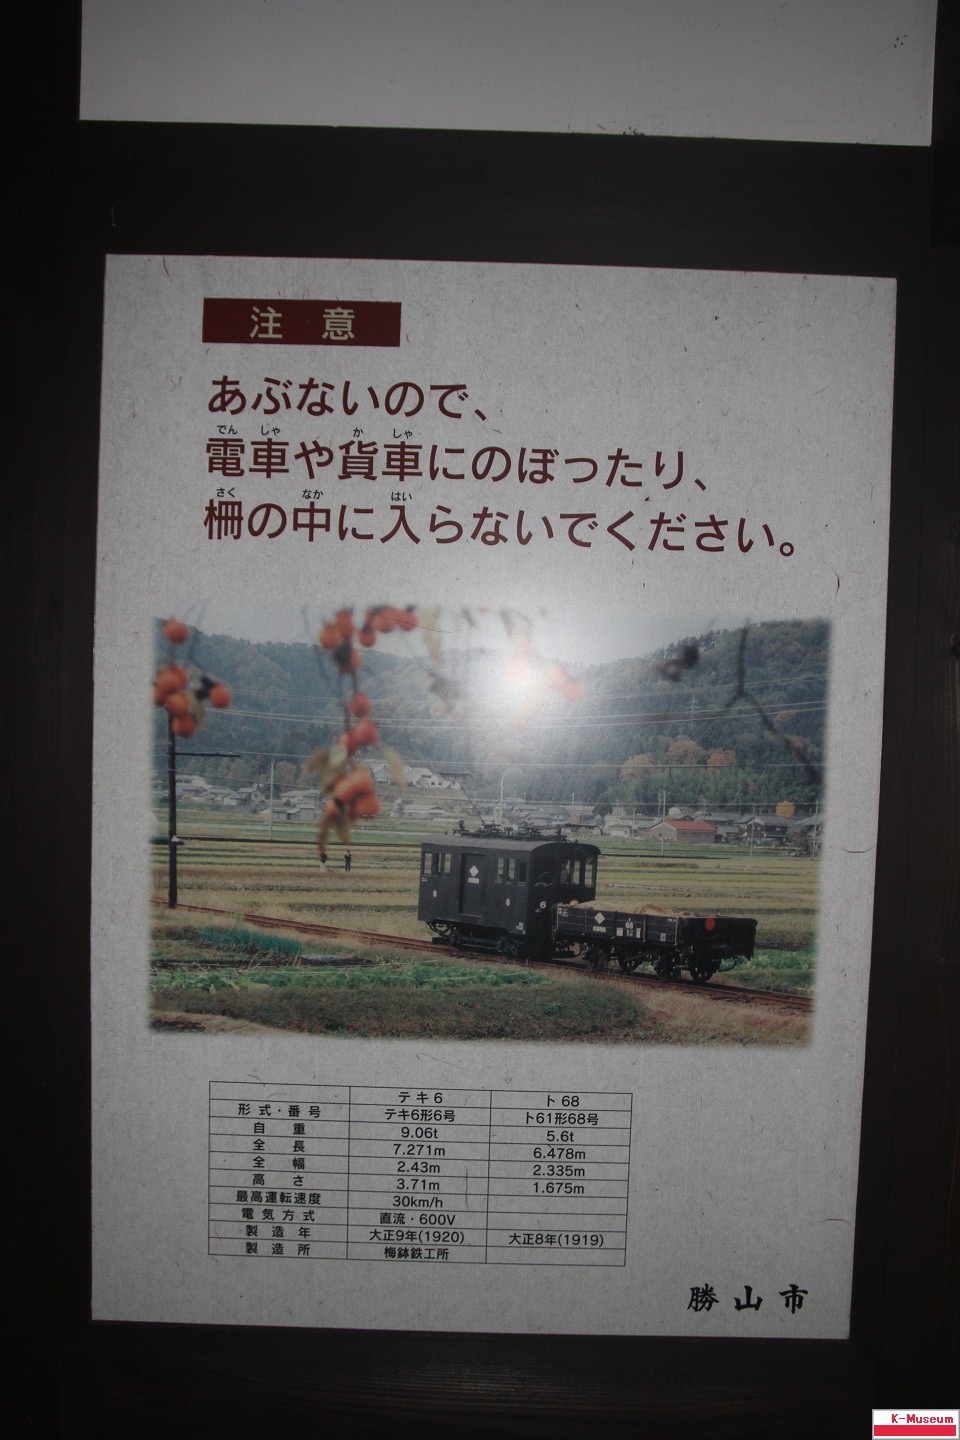 注 意
あぶないので、
でん しゃ か しゃ
電車や貨車にのぼったり、
さく なか はい
柵の中に入らないでください。
6 6 6
テキ6 ト68
形式・番号 テキ6形6号 ト61形68号
自 重 9.06t 5.6t
全 長 7.271m 6.478m
全 幅 2.43m 2.335m
高 さ 3.71m 1.675m
最高運転速度 30km/h
電気方式 直流・600V
製 造 年 大正9年(1920) 大正8年(1919)
製 造 所 梅鉢鉄工所
勝山市
K-Museum